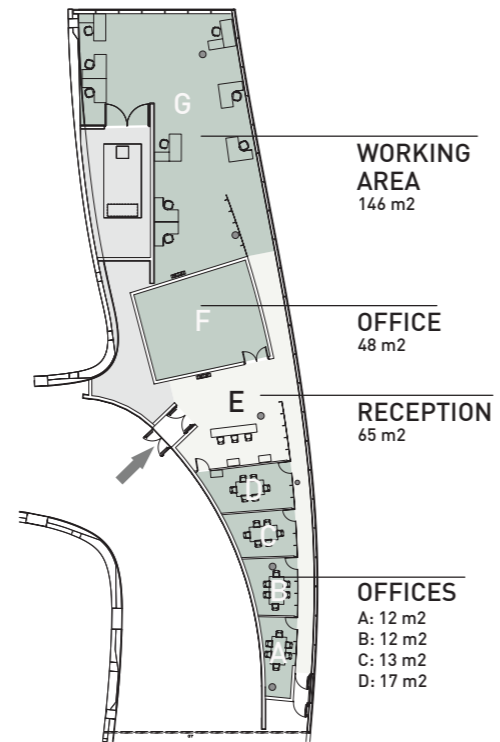 G
WORKING
AREA
146 m2
F
OFFICE
48 m2
E
RECEPTION
65 m2
D
C
B
A
OFFICES
A: 12 m2
B: 12 m2
C: 13 m2
D: 17 m2